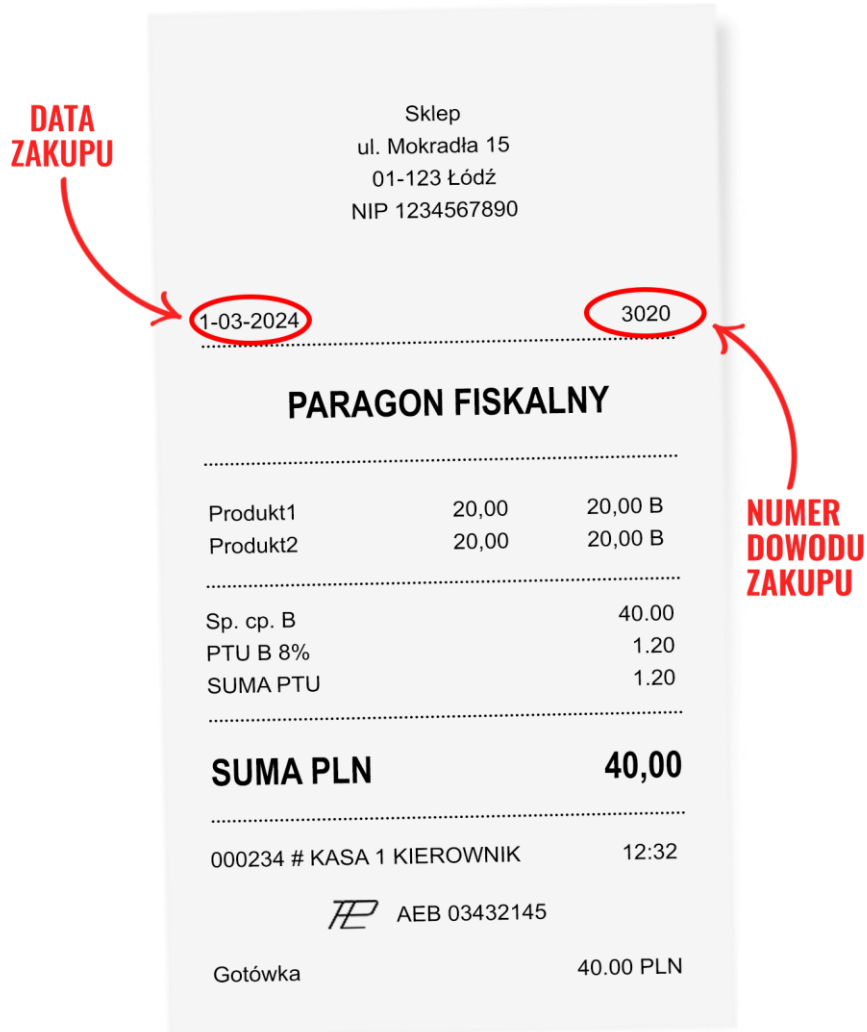 DATA
ZAKUPU
Sklep
ul. Mokradła 15
01-123 Łódź
NIP 1234567890
1-03-2024 3020
PARAGON FISKALNY
Produkt1 20,00 20,00 B
Produkt2 20,00 20,00 B
NUMER
DOWODU
ZAKUPU
Sp. cp. B 40.00
PTU B 8% 1.20
SUMA PTU 1.20
SUMA PLN 40,00
000234 # KASA 1 KIEROWNIK 12:32
AEB 03432145
Gotówka 40.00 PLN